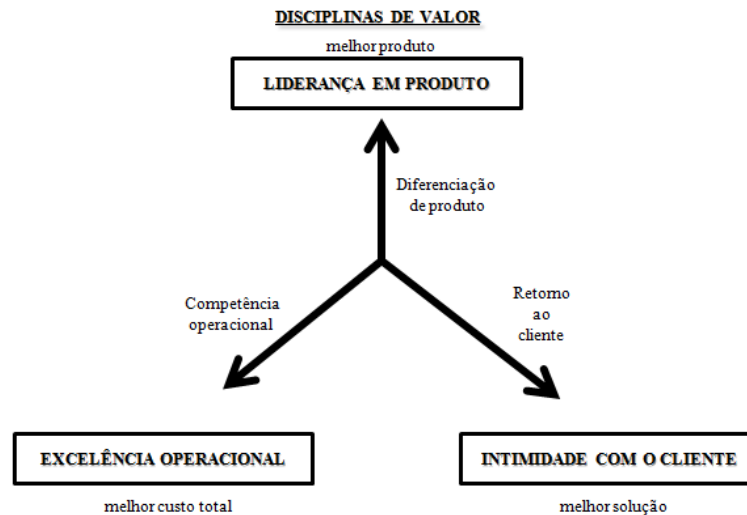 DISCIPLINAS DE VALOR
melhor produto
LIDERANÇA EM PRODUTO
Diferenciação
de produto
Competência
operacional
Retorno
ao
cliente
EXCELÊNCIA OPERACIONAL
melhor custo total
INTIMIDADE COM O CLIENTE
melhor solução